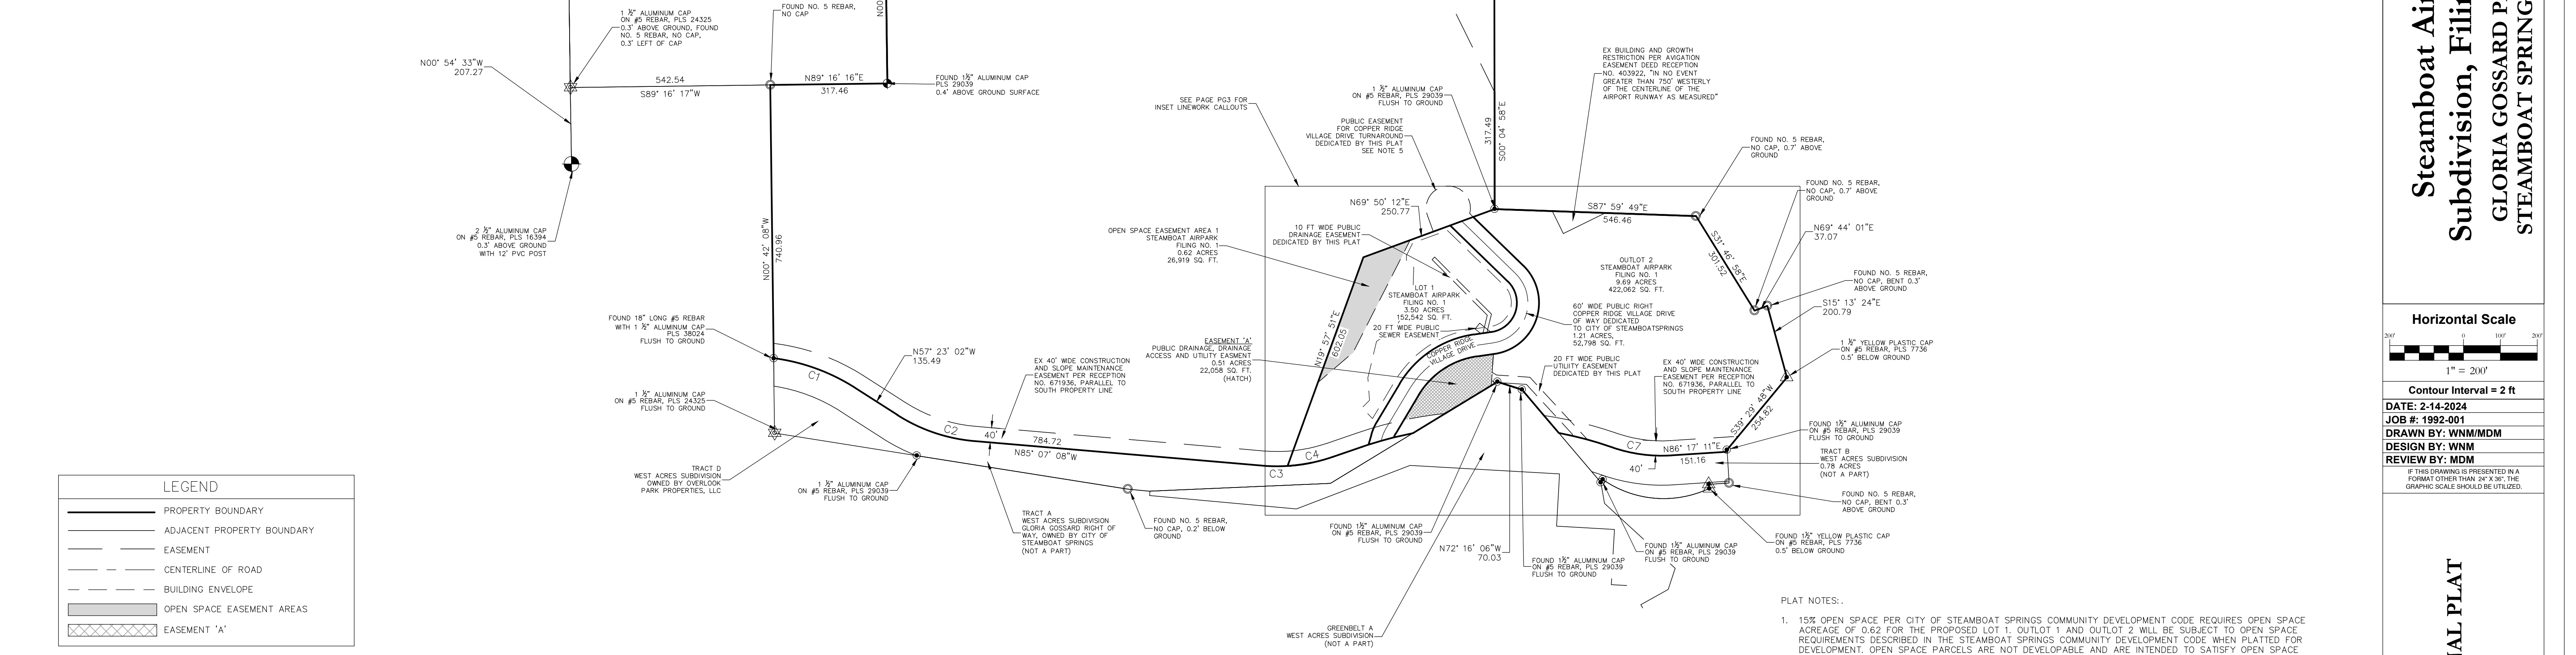 1 ½" ALUMINUM CAP
ON #5 REBAR, PLS 24325
0.3' ABOVE GROUND, FOUND
NO. 5 REBAR, NO CAP,
0.3' LEFT OF CAP
FOUND NO. 5 REBAR,
NO CAP
N00
N00° 54' 33"W
207.27
542.54
S89° 16' 17"W
N89° 16' 16"E
317.46
FOUND 1½" ALUMINUM CAP
PLS 29039
0.4' ABOVE GROUND SURFACE
2 ½" ALUMINUM CAP
ON #5 REBAR, PLS 16394
0.3' ABOVE GROUND
WITH 12' PVC POST
N00° 42' 08"W
740.96
FOUND 18" LONG #5 REBAR
WITH 1 ½" ALUMINUM CAP
PLS 38024
FLUSH TO GROUND
1 ½" ALUMINUM CAP
ON #5 REBAR, PLS 24325
FLUSH TO GROUND
C1
N57° 23' 02"W
135.49
C2
40'
EX 40' WIDE CONSTRUCTION
AND SLOPE MAINTENANCE
EASEMENT PER RECEPTION
NO. 671936, PARALLEL TO
SOUTH PROPERTY LINE
784.72
N85° 07' 08"W
TRACT D
WEST ACRES SUBDIVISION
OWNED BY OVERLOOK
PARK PROPERTIES, LLC
1 ½" ALUMINUM CAP
ON #5 REBAR, PLS 29039
FLUSH TO GROUND
TRACT A
WEST ACRES SUBDIVISION
GLORIA GOSSARD RIGHT OF
WAY, OWNED BY CITY OF
STEAMBOAT SPRINGS
(NOT A PART)
FOUND NO. 5 REBAR,
NO CAP, 0.2' BELOW
GROUND
SEE PAGE PG3 FOR
INSET LINEWORK CALLOUTS
1 ½" ALUMINUM CAP
ON #5 REBAR, PLS 29039
FLUSH TO GROUND
PUBLIC EASEMENT
FOR COPPER RIDGE
VILLAGE DRIVE TURNAROUND
DEDICATED BY THIS PLAT
SEE NOTE 5
317.49
S00° 04' 58"E
EX BUILDING AND GROWTH
RESTRICTION PER AVIGATION
EASEMENT DEED RECEPTION
NO. 403922, "IN NO EVENT
GREATER THAN 750' WESTERLY
OF THE CENTERLINE OF THE
AIRPORT RUNWAY AS MEASURED"
FOUND NO. 5 REBAR,
NO CAP, 0.7' ABOVE
GROUND
FOUND NO. 5 REBAR,
NO CAP, 0.7' ABOVE
GROUND
N69° 50' 12"E
250.77
S87° 59' 49"E
546.46
S31° 46' 58"E
301.52
N69° 44' 01"E
37.07
FOUND NO. 5 REBAR,
NO CAP, BENT 0.3'
ABOVE GROUND
S15° 13' 24"E
200.79
OPEN SPACE EASEMENT AREA 1
STEAMBOAT AIRPARK
FILING NO. 1
0.62 ACRES
26,919 SQ. FT.
10 FT WIDE PUBLIC
DRAINAGE EASEMENT
DEDICATED BY THIS PLAT
OUTLOT 2
STEAMBOAT AIRPARK
FILING NO. 1
9.69 ACRES
422,062 SQ. FT.
LOT 1
STEAMBOAT AIRPARK
FILING NO. 1
3.50 ACRES
152,542 SQ. FT.
60' WIDE PUBLIC RIGHT
COPPER RIDGE VILLAGE DRIVE
OF WAY DEDICATED
TO CITY OF STEAMBOATSPRINGS
1.21 ACRES,
52,798 SQ. FT.
20 FT WIDE PUBLIC
SEWER EASEMENT
N19° 57' 51"E
602.05
COPPER RIDGE
VILLAGE DRIVE
EASEMENT 'A'
PUBLIC DRAINAGE, DRAINAGE
ACCESS AND UTILITY EASMENT
0.51 ACRES
22,058 SQ. FT.
(HATCH)
20 FT WIDE PUBLIC
UTILITY EASEMENT
DEDICATED BY THIS PLAT
EX 40' WIDE CONSTRUCTION
AND SLOPE MAINTENANCE
EASEMENT PER RECEPTION
NO. 671936, PARALLEL TO
SOUTH PROPERTY LINE
1 ½" YELLOW PLASTIC CAP
ON #5 REBAR, PLS 7736
0.5' BELOW GROUND
S39° 29' 48"W
254.82
C3
C4
C7
40'
N86° 17' 11"E
151.16
FOUND 1½" ALUMINUM CAP
ON #5 REBAR, PLS 29039
FLUSH TO GROUND
TRACT B
WEST ACRES SUBDIVISION
0.78 ACRES
(NOT A PART)
FOUND NO. 5 REBAR,
NO CAP, BENT 0.3'
ABOVE GROUND
FOUND 1½" YELLOW PLASTIC CAP
ON #5 REBAR, PLS 7736
0.5' BELOW GROUND
FOUND 1½" ALUMINUM CAP
ON #5 REBAR, PLS 29039
FLUSH TO GROUND
N72° 16' 06"W
70.03
FOUND 1½" ALUMINUM CAP
ON #5 REBAR, PLS 29039
FLUSH TO GROUND
FOUND 1½" ALUMINUM CAP
ON #5 REBAR, PLS 29039
FLUSH TO GROUND
GREENBELT A
WEST ACRES SUBDIVISION
(NOT A PART)
LEGEND
PROPERTY BOUNDARY
ADJACENT PROPERTY BOUNDARY
EASEMENT
CENTERLINE OF ROAD
BUILDING ENVELOPE
OPEN SPACE EASEMENT AREAS
EASEMENT 'A'
PLAT NOTES:.
1. 15% OPEN SPACE PER CITY OF STEAMBOAT SPRINGS COMMUNITY DEVELOPMENT CODE REQUIRES OPEN SPACE
ACREAGE OF 0.62 FOR THE PROPOSED LOT 1. OUTLOT 1 AND OUTLOT 2 WILL BE SUBJECT TO OPEN SPACE
REQUIREMENTS DESCRIBED IN THE STEAMBOAT SPRINGS COMMUNITY DEVELOPMENT CODE WHEN PLATTED FOR
DEVELOPMENT. OPEN SPACE PARCELS ARE NOT DEVELOPABLE AND ARE INTENDED TO SATISFY OPEN SPACE
Steamboat Air
Subdivision, Filin
GLORIA GOSSARD P
STEAMBOAT SPRING
Horizontal Scale
200' 0 100' 200'
1" = 200'
Contour Interval = 2 ft
DATE: 2-14-2024
JOB #: 1992-001
DRAWN BY: WNM/MDM
DESIGN BY: WNM
REVIEW BY: MDM
IF THIS DRAWING IS PRESENTED IN A
FORMAT OTHER THAN 24" X 36", THE
GRAPHIC SCALE SHOULD BE UTILIZED.
NAL PLAT